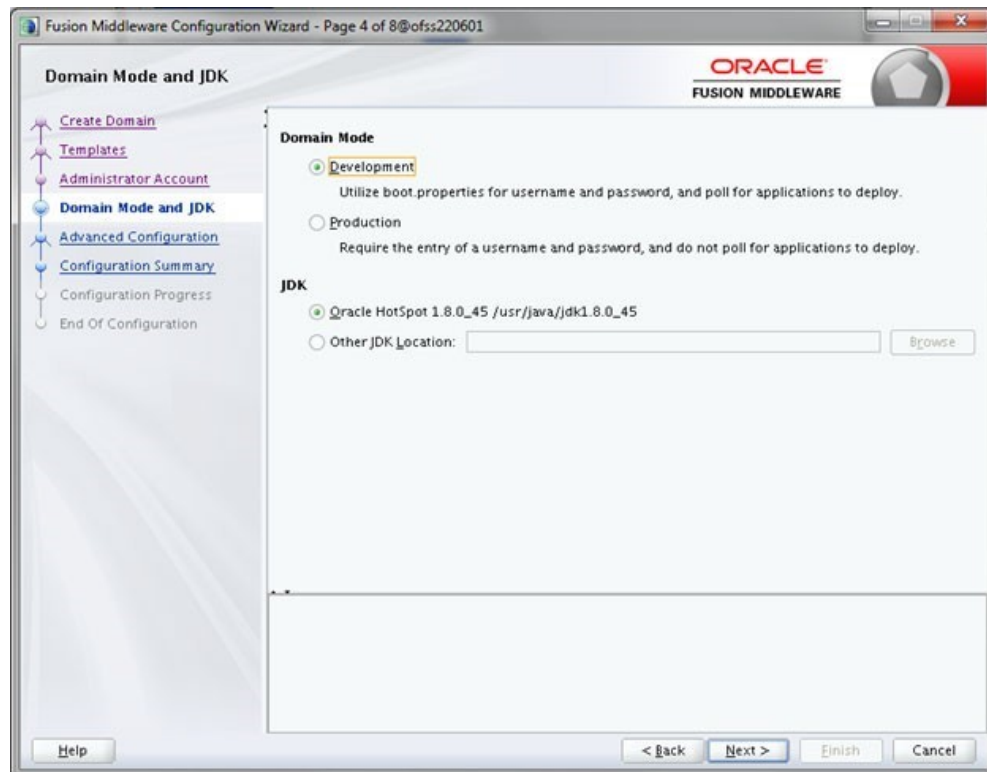 Fusion Middleware Configuration Wizard - Page 4 of 8@ofss220601
Domain Mode and JDK
ORACLE
FUSION MIDDLEWARE
Create Domain
Templates
Administrator Account
Domain Mode and JDK
Advanced Configuration
Configuration Summary
Configuration Progress
End Of Configuration
Domain Mode
Development
Utilize boot.properties for username and password, and poll for applications to deploy.
Production
Require the entry of a username and password, and do not poll for applications to deploy.
JDK
Oracle HotSpot 1.8.0_45 /usr/java/jdk1.8.0_45
Other JDK Location:
Browse
Help
< Back
Next >
Finish
Cancel